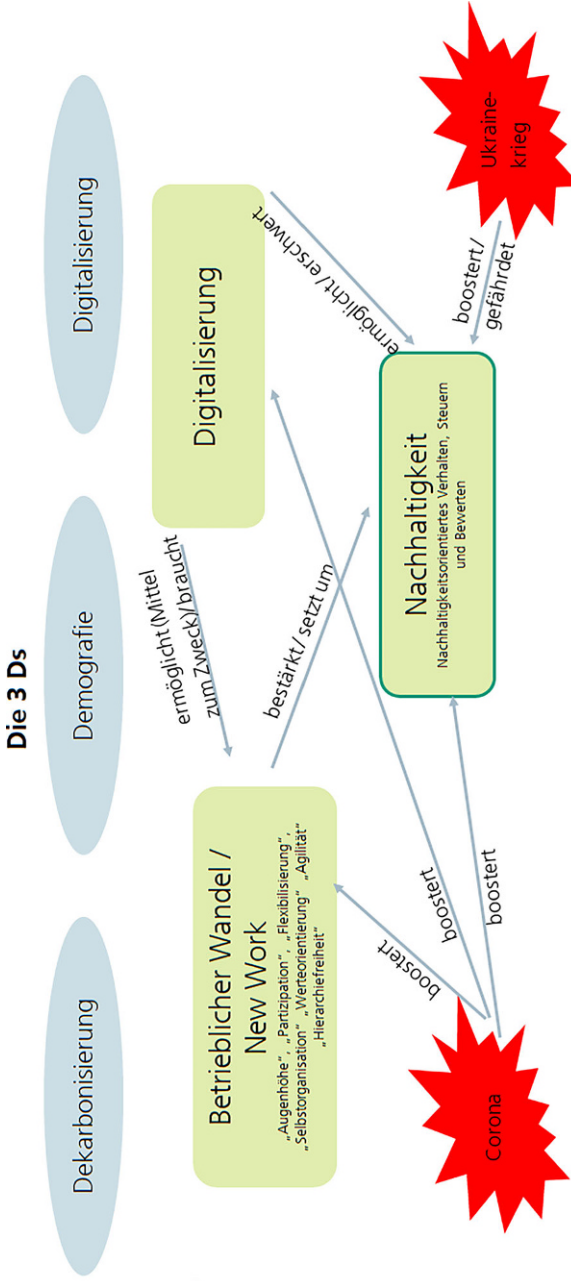 Die 3 Ds
Dekarbonisierung
Demografie
Digitalisierung
Betrieblicher Wandel /
New Work
„Augenhöhe“, „Partizipation“, „Flexibilisierung“,
„Selbstorganisation“ „Werteorientierung“ „Agilität“
„Hierarchiefreiheit“
ermöglicht (Mittel
zum Zweck)/braucht
Digitalisierung
bestärkt/ setzt um
ermöglicht/ erschwert
boostert
boostert
boostert
Nachhaltigkeit
Nachhaltigkeitsorientiertes Verhalten, Steuern
und Bewerten
boostert/
gefährdet
Corona
Ukraine-
krieg